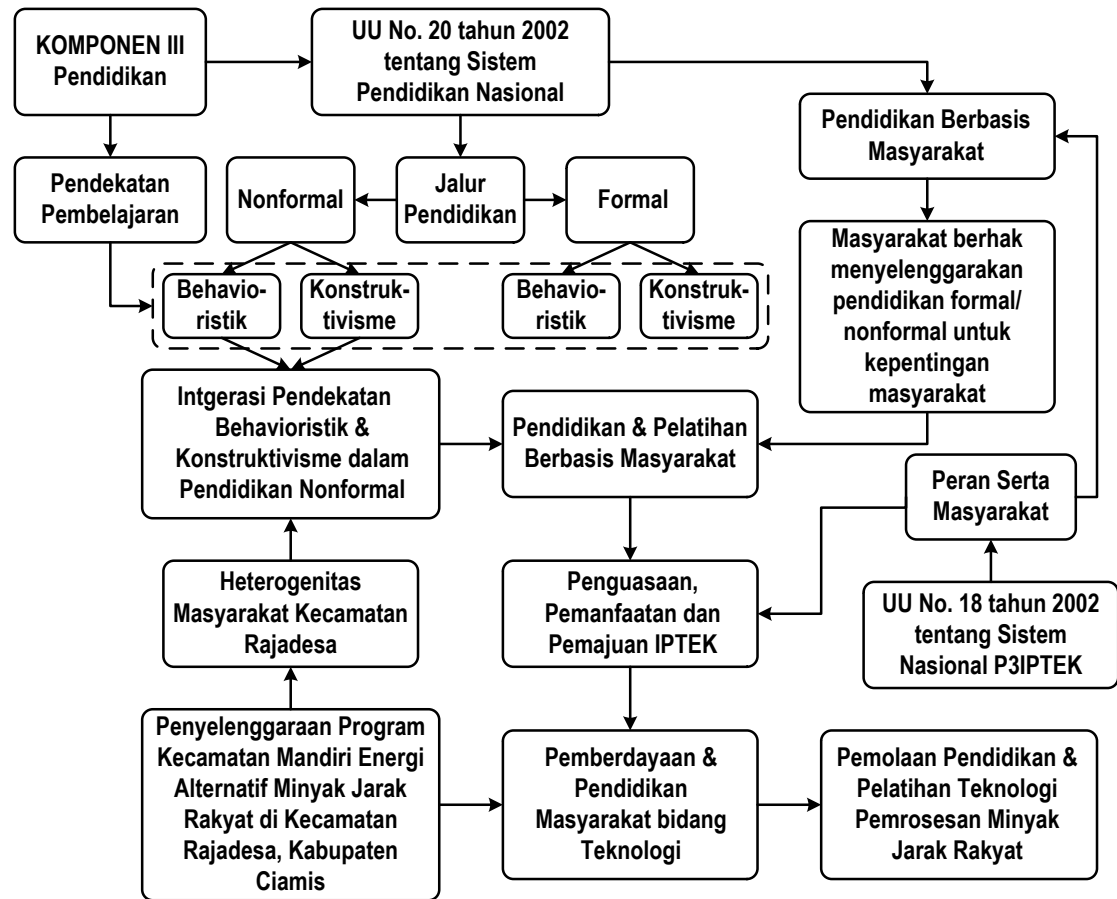 KOMPONEN III
Pendidikan
UU No. 20 tahun 2002
tentang Sistem
Pendidikan Nasional
Pendidikan Berbasis
Masyarakat
Pendekatan
Pembelajaran
Nonformal
Jalur
Pendidikan
Formal
Masyarakat berhak
menyelenggarakan
pendidikan formal/
nonformal untuk
kepentingan
masyarakat
Behavio-
ristik
Konstruk-
tivisme
Behavio-
ristik
Konstruk-
tivisme
Intgerasi Pendekatan
Behavioristik &
Konstruktivisme dalam
Pendidikan Nonformal
Pendidikan & Pelatihan
Berbasis Masyarakat
Peran Serta
Masyarakat
Heterogenitas
Masyarakat Kecamatan
Rajadesa
Penguasaan,
Pemanfaatan dan
Pemajuan IPTEK
UU No. 18 tahun 2002
tentang Sistem
Nasional P3IPTEK
Penyelenggaraan Program
Kecamatan Mandiri Energi
Alternatif Minyak Jarak
Rakyat di Kecamatan
Rajadesa, Kabupaten
Ciamis
Pemberdayaan &
Pendidikan
Masyarakat bidang
Teknologi
Pemolaan Pendidikan &
Pelatihan Teknologi
Pemrosesan Minyak
Jarak Rakyat